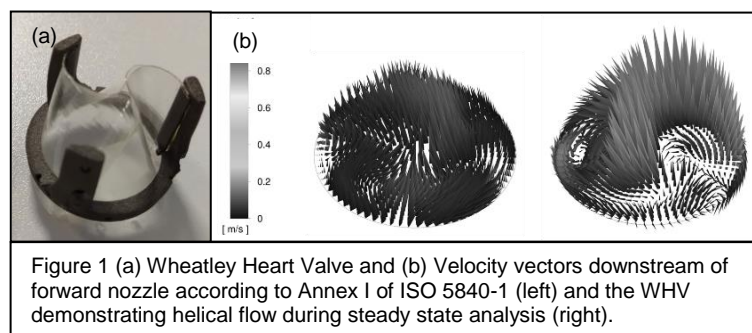 (a)
(b)
0.8
0.6
0.4
0.2
0
[ m/s ]
Figure 1 (a) Wheatley Heart Valve and (b) Velocity vectors downstream of
forward nozzle according to Annex I of ISO 5840-1 (left) and the WHV
demonstrating helical flow during steady state analysis (right).